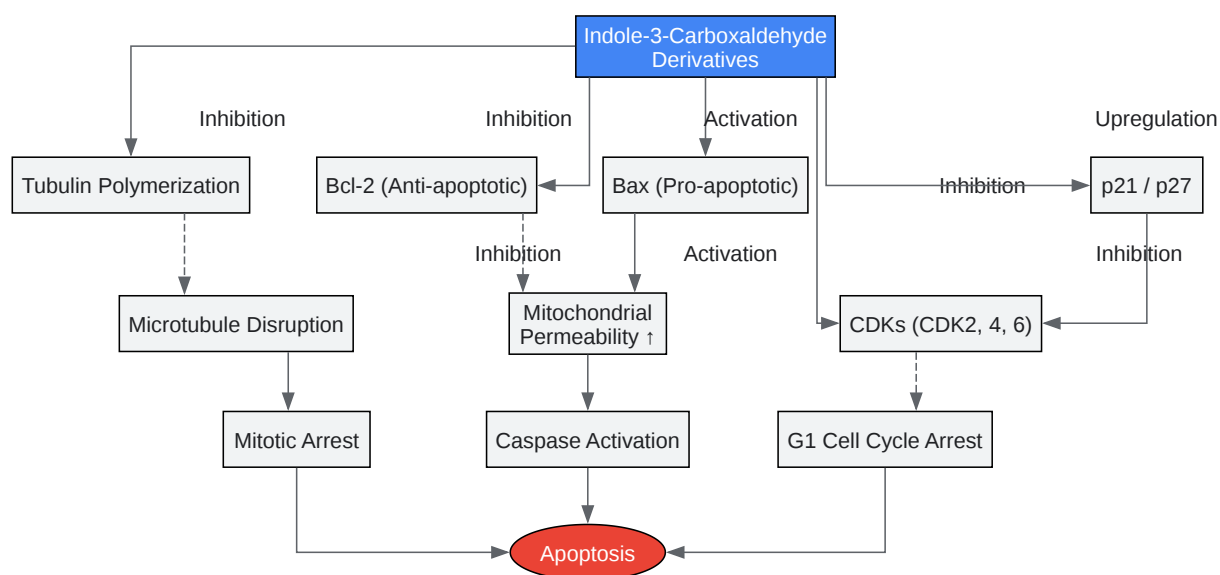 Indole-3-Carboxaldehyde
Derivatives
Inhibition
Inhibition
Activation
Upregulation
Tubulin Polymerization
Bcl-2 (Anti-apoptotic)
Bax (Pro-apoptotic)
Inhibition
p21 / p27
Inhibition
Activation
Inhibition
Microtubule Disruption
Mitochondrial
Permeability ↑
CDKs (CDK2, 4, 6)
Mitotic Arrest
Caspase Activation
G1 Cell Cycle Arrest
Apoptosis